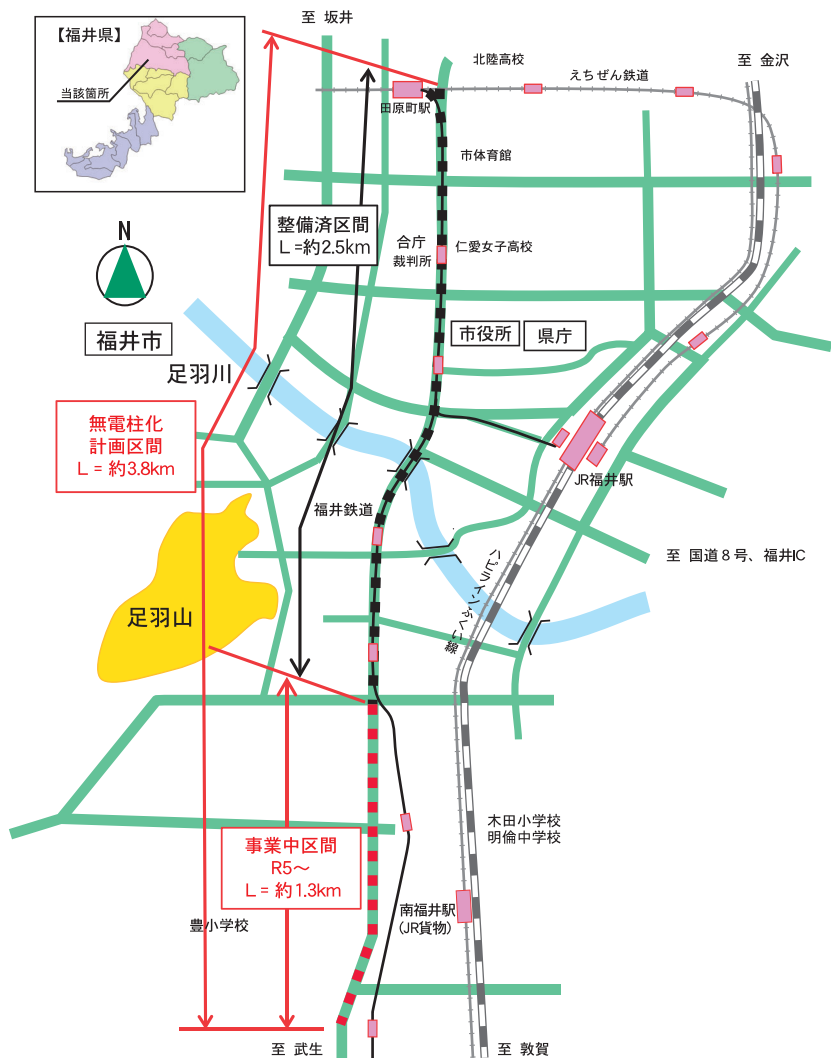 至 坂井
【福井県】
当該箇所
北陸高校
えちぜん鉄道
至 金沢
田原町駅
市体育館
N
整備済区間
L=約2.5km
合庁
裁判所
仁愛女子高校
福井市
市役所
県庁
足羽川
無電柱化
計画区間
L = 約3.8km
JR福井駅
福井鉄道
至 国道8号、福井IC
ハピラインふくい線
足羽山
事業中区間
R5～
L = 約1.3km
木田小学校
明倫中学校
豊小学校
南福井駅
(JR貨物)
至 武生
至 敦賀